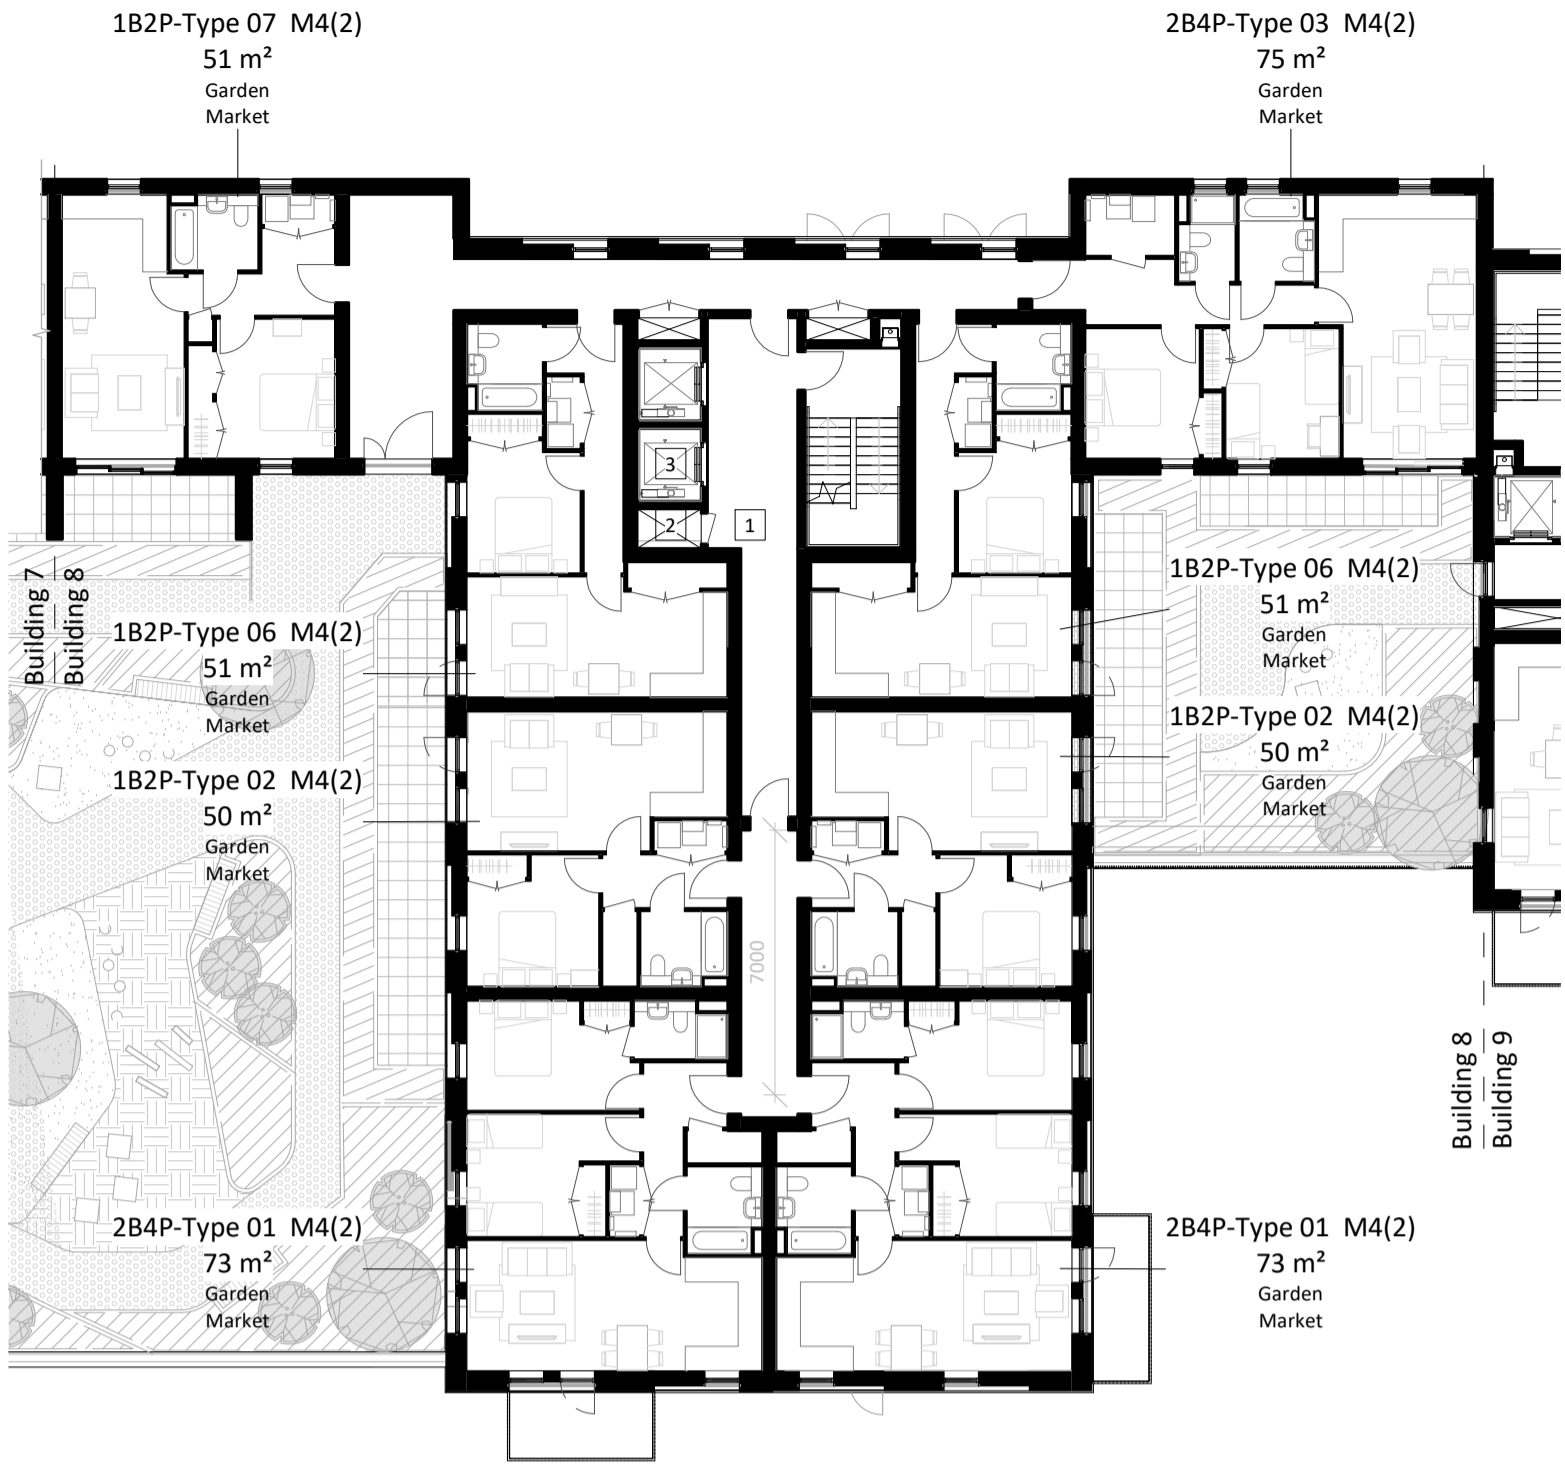 1B2P-Type 07 M4(2)
51 m²
Garden
Market
2B4P-Type 03 M4(2)
75 m²
Garden
Market
3
2
1
Building 7
Building 8
1B2P-Type 06 M4(2)
51 m²
Garden
Market
1B2P-Type 06 M4(2)
51 m²
Garden
Market
1B2P-Type 02 M4(2)
50 m²
Garden
Market
1B2P-Type 02 M4(2)
50 m²
Garden
Market
7000
Building 8
Building 9
2B4P-Type 01 M4(2)
73 m²
Garden
Market
2B4P-Type 01 M4(2)
73 m²
Garden
Market